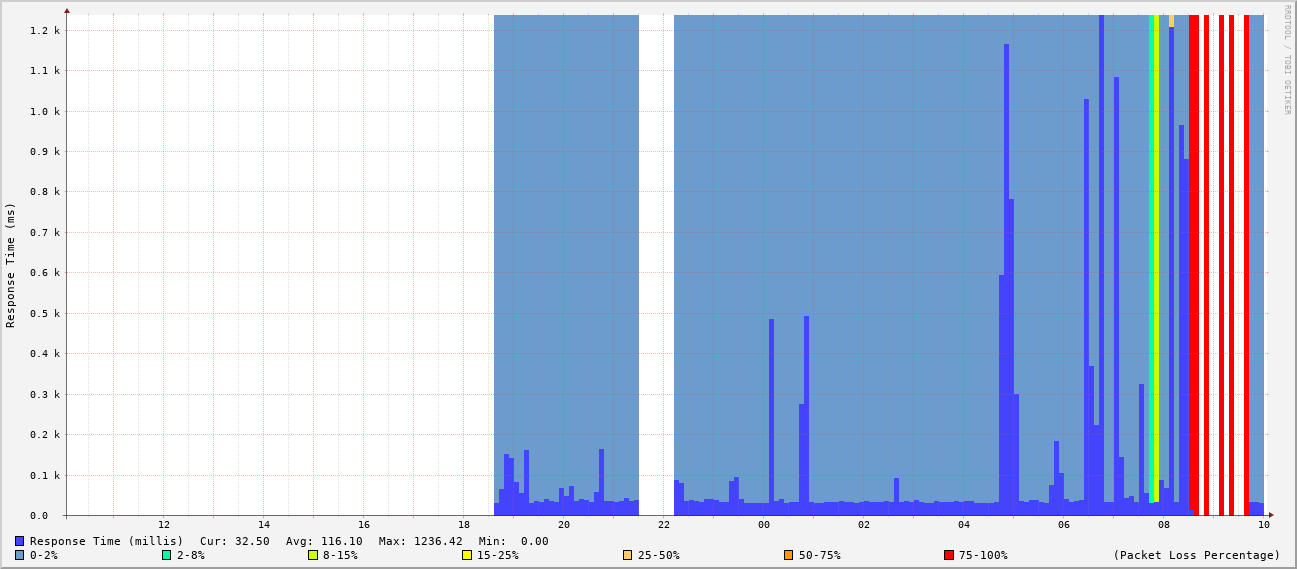 RRDTOOL / TOBI OETIKER
Response Time (ms)
1.2 k
1.1 k
1.0 k
0.9 k
0.8 k
0.7 k
0.6 k
0.5 k
0.4 k
0.3 k
0.2 k
0.1 k
0.0
12 14 16 18 20 22 00 02 04 06 08 10
Response Time (millis) Cur: 32.50 Avg: 116.10 Max: 1236.42 Min: 0.00
0-2% 2-8% 8-15% 15-25% 25-50% 50-75% 75-100% (Packet Loss Percentage)